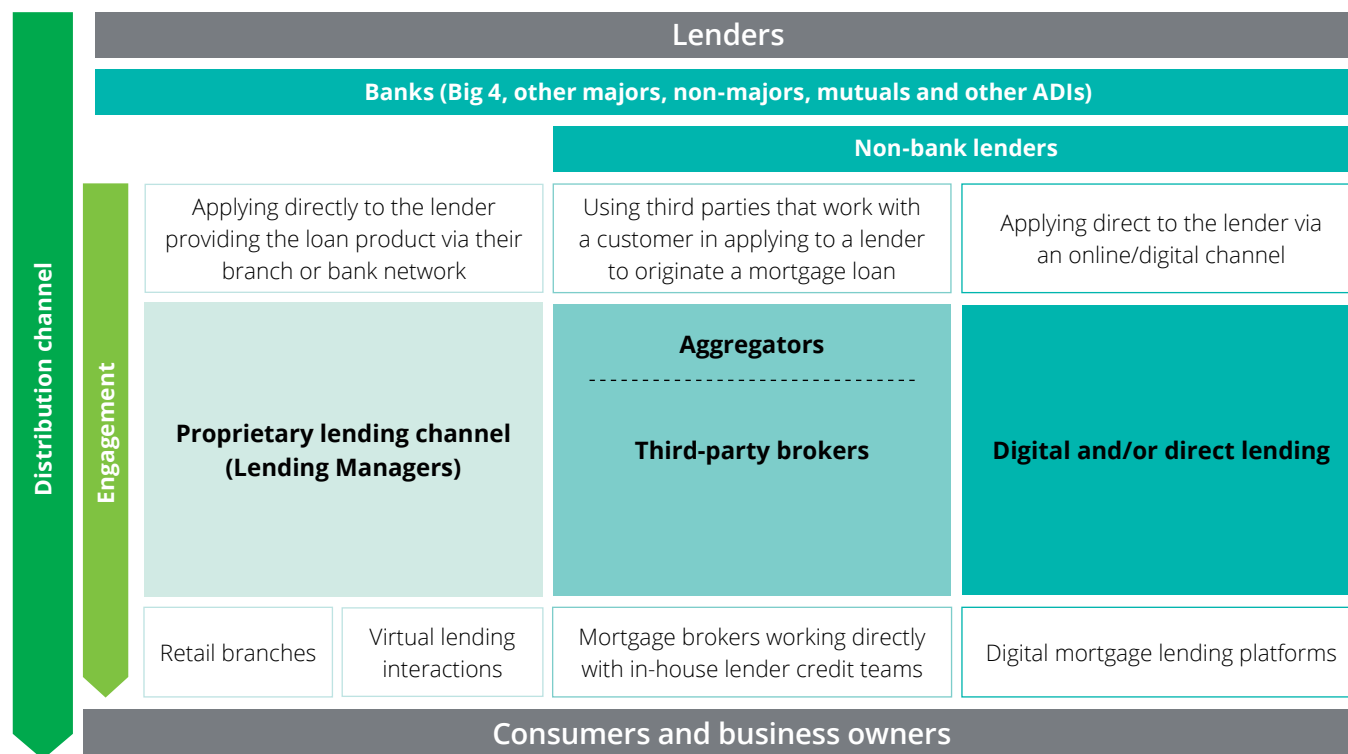 Lenders
Banks (Big 4, other majors, non-majors, mutuals and other ADIs)
Non-bank lenders
Distribution channel
Engagement
Applying directly to the lender
providing the loan product via their
branch or bank network
Using third parties that work with
a customer in applying to a lender
to originate a mortgage loan
Applying direct to the lender via
an online/digital channel
Proprietary lending channel
(Lending Managers)
Aggregators
Third-party brokers
Digital and/or direct lending
Retail branches
Virtual lending
interactions
Mortgage brokers working directly
with in-house lender credit teams
Digital mortgage lending platforms
Consumers and business owners